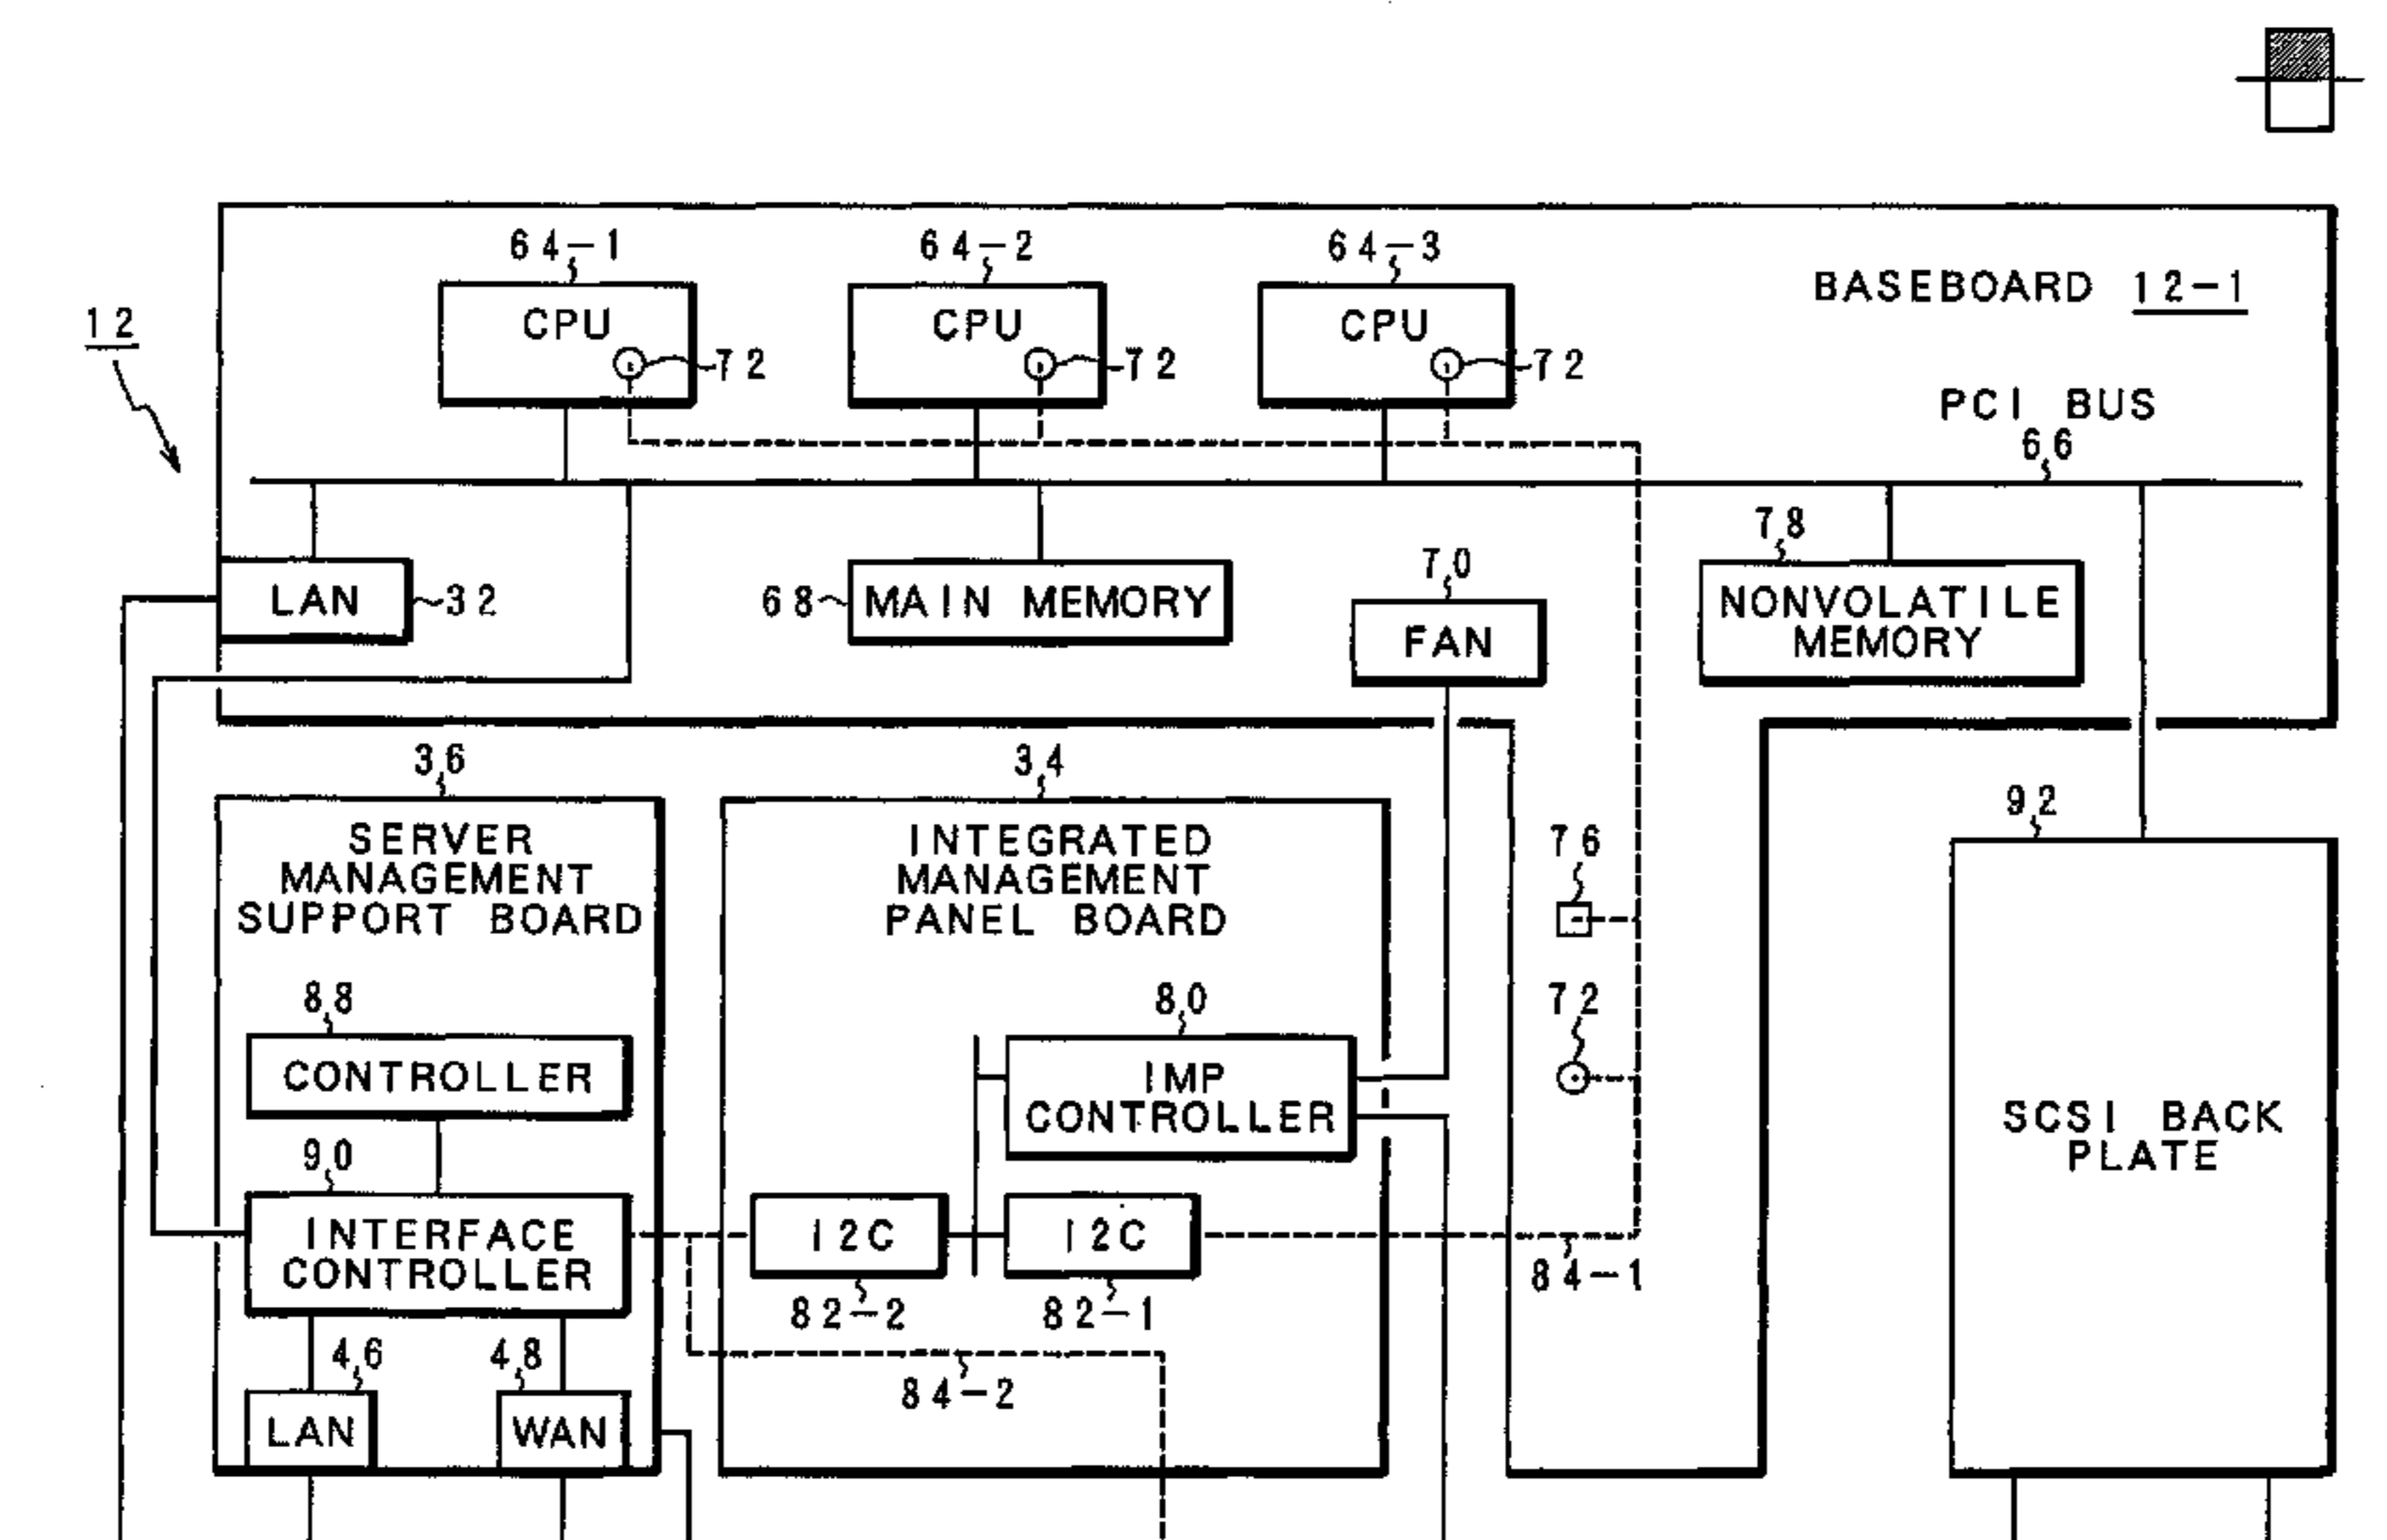 64-1 64-2 64-3
BASEBOARD 12-1
12
CPU CPU CPU
72 72 72
PCI BUS
66
78
70
LAN 32
68 MAIN MEMORY
NONVOLATILE
MEMORY
FAN
36 34
92
SERVER
MANAGEMENT
SUPPORT BOARD
INTEGRATED
MANAGEMENT
PANEL BOARD
76
88
80
72
CONTROLLER
IMP
CONTROLLER
SCSI BACK
PLATE
90
INTERFACE
CONTROLLER
I2C I2C
84-1
82-2 82-1
46 48
84-2
LAN WAN